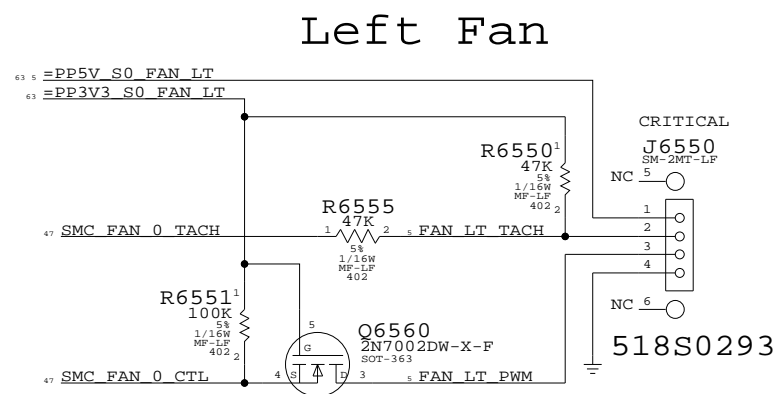 Left Fan
63 5 =PP5V_S0_FAN_LT
63 =PP3V3_S0_FAN_LT
CRITICAL
J6550
SM-2MT-LF
NC 5
R6550 1
47K
5%
1/16W
MF-LF
402 2
R6555
47K
1 2
5%
1/16W
MF-LF
402
47 SMC_FAN_0_TACH
5 FAN_LT_TACH
1
2
3
4
NC 6
518S0293
R6551 1
100K
5%
1/16W
MF-LF
402 2
5
G
Q6560
2N7002DW-X-F
SOT-363
47 SMC_FAN_0_CTL
4 S D 3
5 FAN_LT_PWM